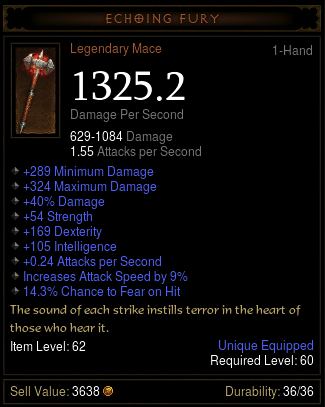 ECHOING FURY
Legendary Mace
1-Hand
1325.2
Damage Per Second
629-1084 Damage
1.55 Attacks per Second
+289 Minimum Damage
+324 Maximum Damage
+40% Damage
+54 Strength
+169 Dexterity
+105 Intelligence
+0.24 Attacks per Second
Increases Attack Speed by 9%
14.3% Chance to Fear on Hit
The sound of each strike instills terror in the heart of
those who hear it.
Item Level: 62
Unique Equipped
Required Level: 60
Sell Value: 3638
Durability: 36/36